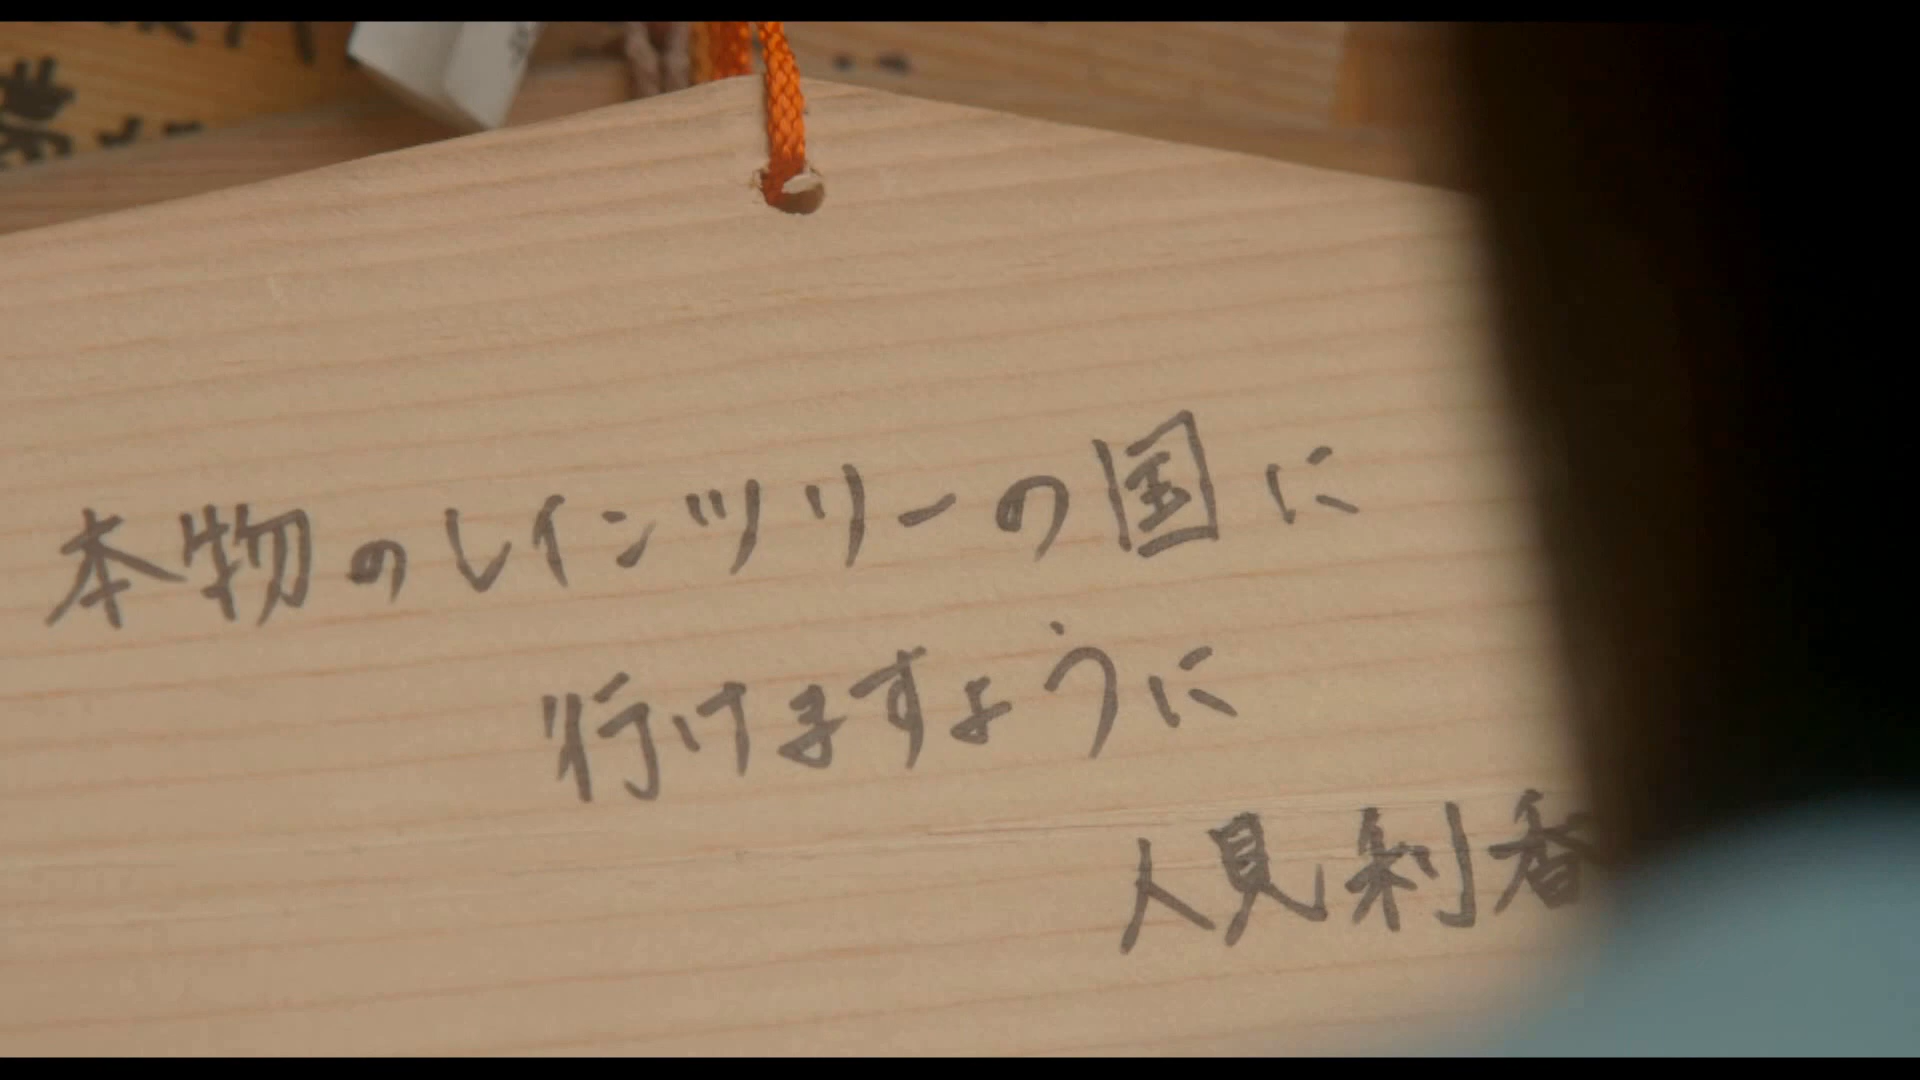 本物のレインツリーの国に
行けますように
人見利香